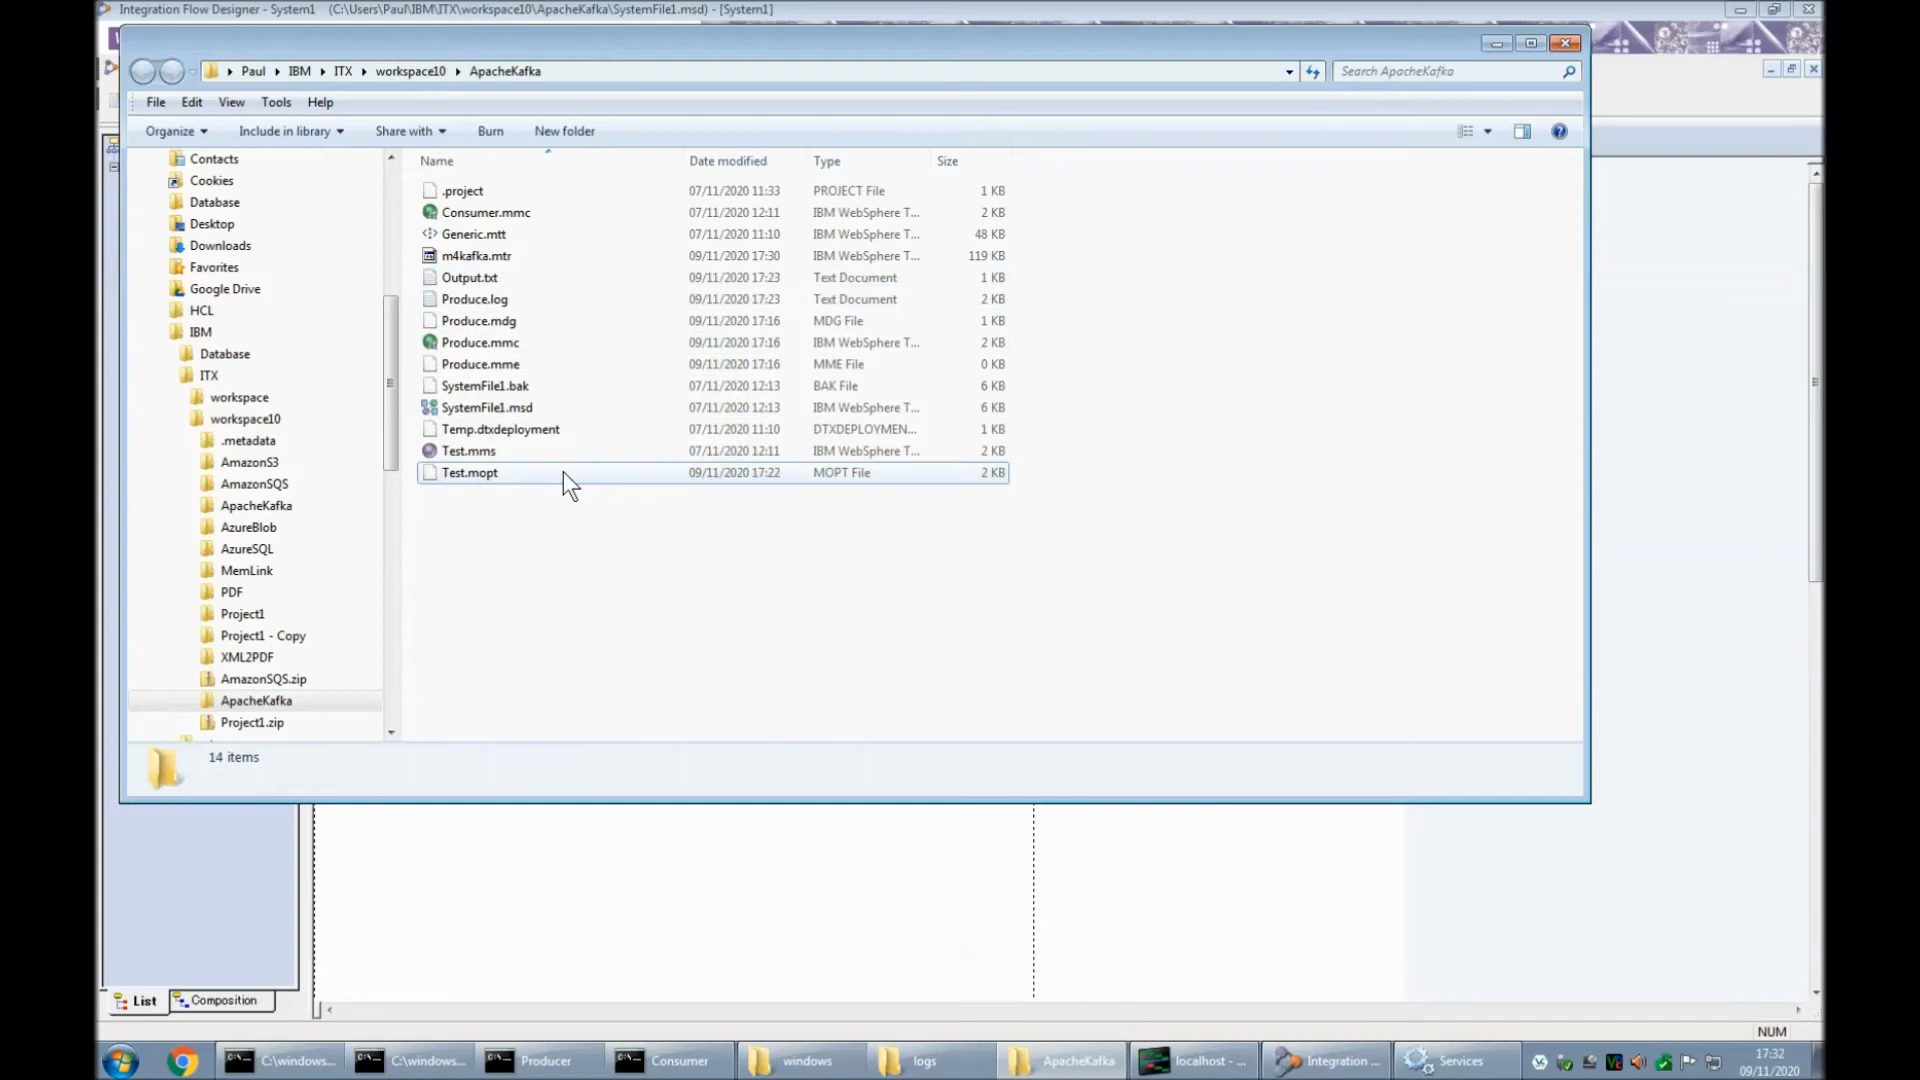 Integration Flow Designer - System1 (C:\Users\Paul\IBM\ITX\workspace10\ApacheKafka\SystemFile1.msd) - [System1]
Paul IBM ITX workspace10 ApacheKafka
Search ApacheKafka
File Edit View Tools Help
Organize Include in library Share with Burn New folder
Contacts
Cookies
Database
Desktop
Downloads
Favorites
Google Drive
HCL
IBM
Database
ITX
workspace
workspace10
.metadata
AmazonS3
AmazonSQS
ApacheKafka
AzureBlob
AzureSQL
MemLink
PDF
Project1
Project1 - Copy
XML2PDF
AmazonSQS.zip
ApacheKafka
Project1.zip
Name Date modified Type Size
.project 07/11/2020 11:33 PROJECT File 1 KB
Consumer.mmc 07/11/2020 12:11 IBM WebSphere T... 2 KB
Generic.mtt 07/11/2020 11:10 IBM WebSphere T... 48 KB
m4kafka.mtr 09/11/2020 17:30 IBM WebSphere T... 119 KB
Output.txt 09/11/2020 17:23 Text Document 1 KB
Produce.log 09/11/2020 17:23 Text Document 2 KB
Produce.mdg 09/11/2020 17:16 MDG File 1 KB
Produce.mmc 09/11/2020 17:16 IBM WebSphere T... 2 KB
Produce.mme 09/11/2020 17:16 MME File 0 KB
SystemFile1.bak 07/11/2020 12:13 BAK File 6 KB
SystemFile1.msd 07/11/2020 12:13 IBM WebSphere T... 6 KB
Temp.dtxdeployment 07/11/2020 11:10 DTXDEPLOYMEN... 1 KB
Test.mms 07/11/2020 12:11 IBM WebSphere T... 2 KB
Test.mopt 09/11/2020 17:22 MOPT File 2 KB
14 items
List Composition
NUM
C:\windows... C:\windows... Producer Consumer windows logs ApacheKafka localhost - ... Integration ... Services
17:32
09/11/2020